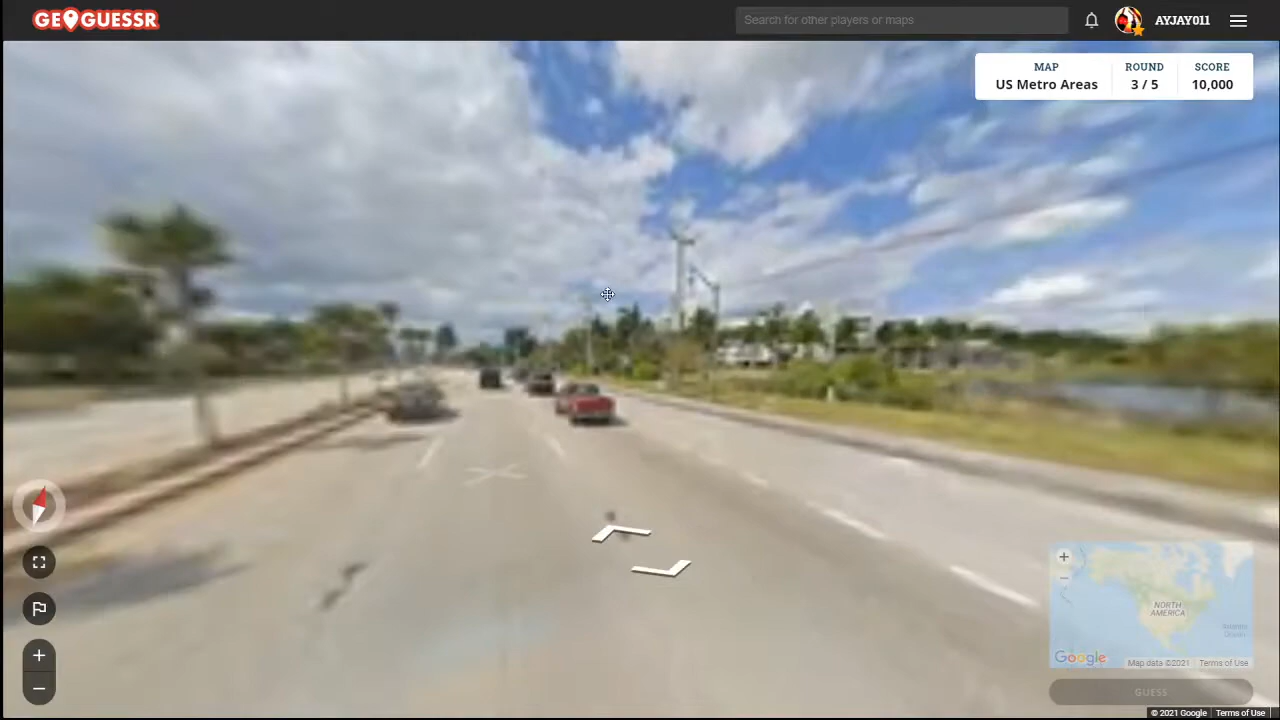 GEOGUESSR
Search for other players or maps
AYJAY011
MAP ROUND SCORE
US Metro Areas 3 / 5 10,000
+
−
+
−
NORTH
AMERICA
Google Map data ©2021 Terms of Use
GUESS
© 2021 Google Terms of Use